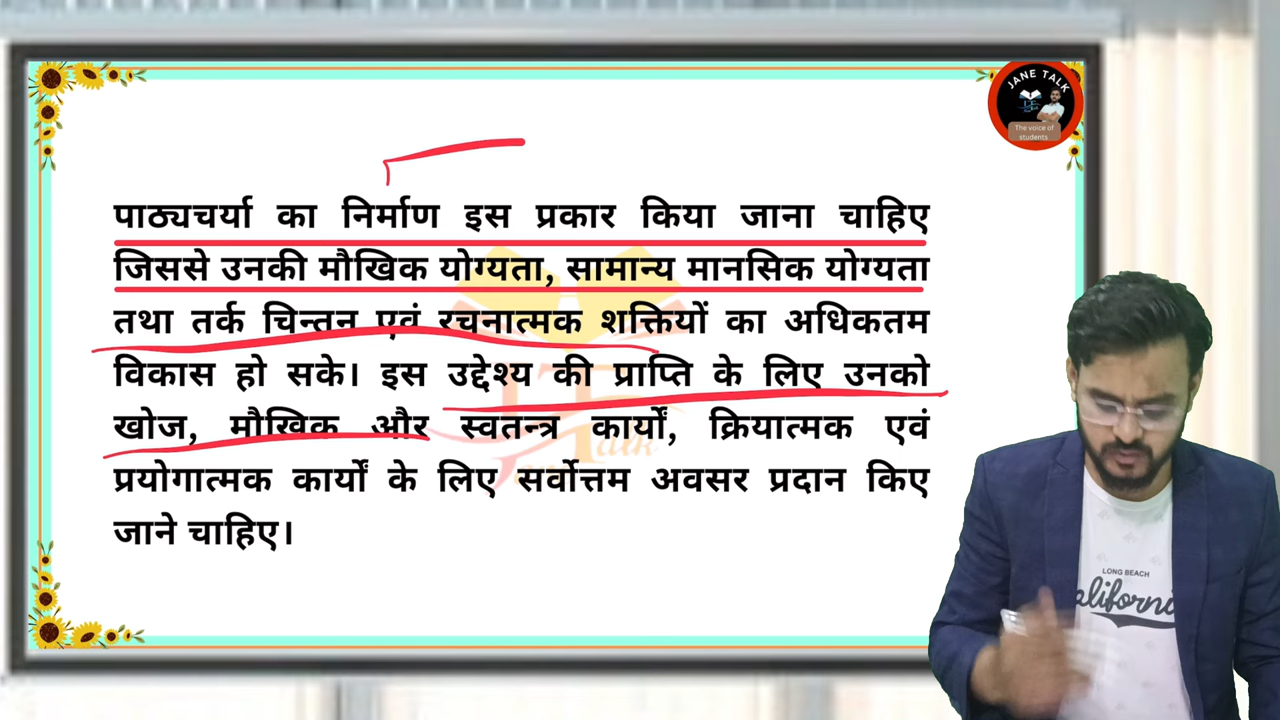 JANE TALK
The voice of
students
पाठ्यचर्या का निर्माण इस प्रकार किया जाना चाहिए
जिससे उनकी मौखिक योग्यता, सामान्य मानसिक योग्यता
तथा तर्क चिन्तन एवं रचनात्मक शक्तियों का अधिकतम
विकास हो सके। इस उद्देश्य की प्राप्ति के लिए उनको
खोज, मौखिक और स्वतन्त्र कार्यों, क्रियात्मक एवं
प्रयोगात्मक कार्यों के लिए सर्वोत्तम अवसर प्रदान किए
जाने चाहिए।
LONG BEACH
California